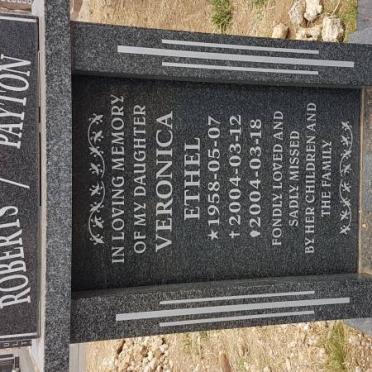 ROBERTS / PAYTON
IN LOVING MEMORY
OF MY DAUGHTER
VERONICA
ETHEL
★1958-05-07
†2004-03-12
⚱2004-03-18
FONDLY LOVED AND
SADLY MISSED
BY HER CHILDREN AND
THE FAMILY